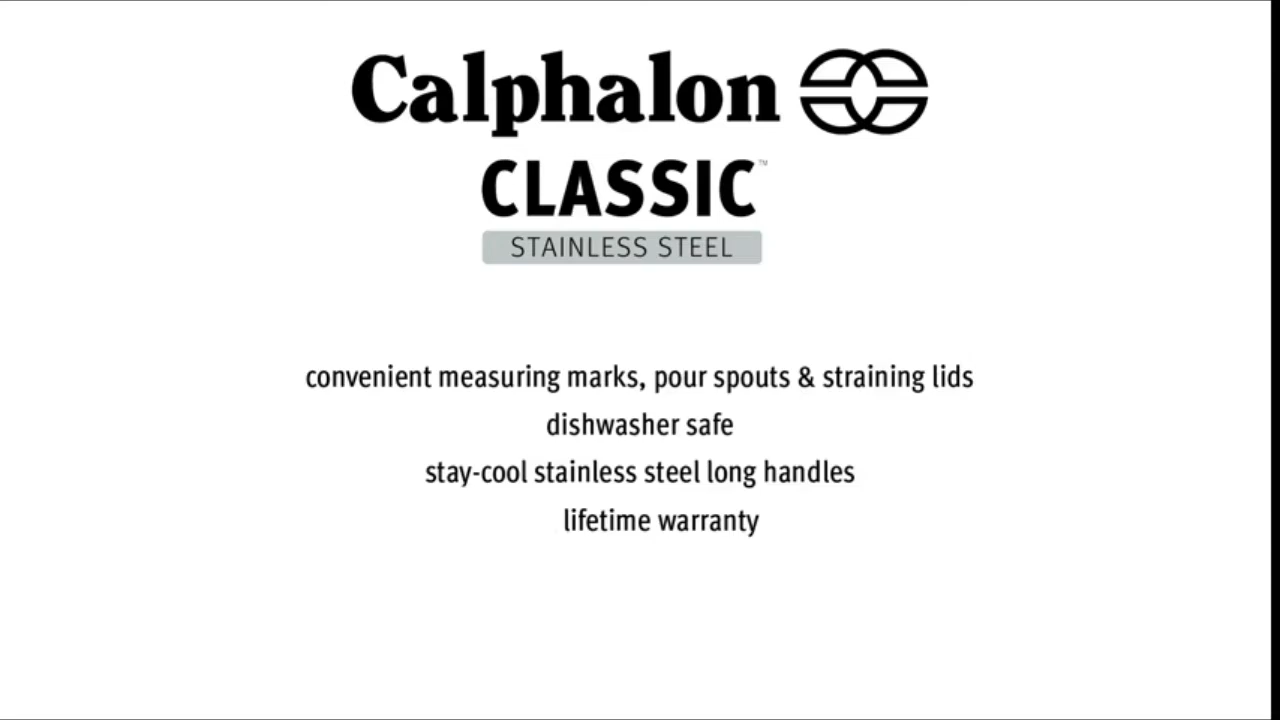 Calphalon
CLASSIC™
STAINLESS STEEL
convenient measuring marks, pour spouts & straining lids
dishwasher safe
stay-cool stainless steel long handles
lifetime warranty